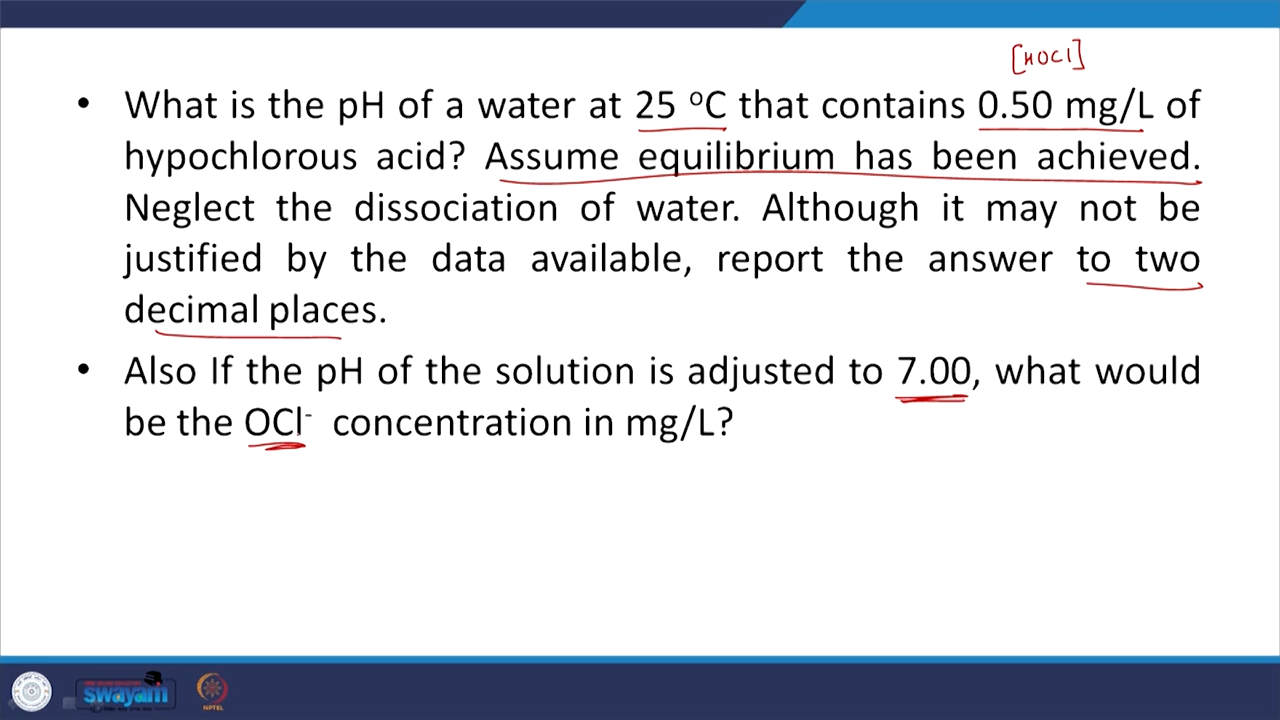 [HOCl]
• What is the pH of a water at 25 ºC that contains 0.50 mg/L of
hypochlorous acid? Assume equilibrium has been achieved.
Neglect the dissociation of water. Although it may not be
justified by the data available, report the answer to two
decimal places.
• Also If the pH of the solution is adjusted to 7.00, what would
be the OCl⁻ concentration in mg/L?
swayam
NPTEL